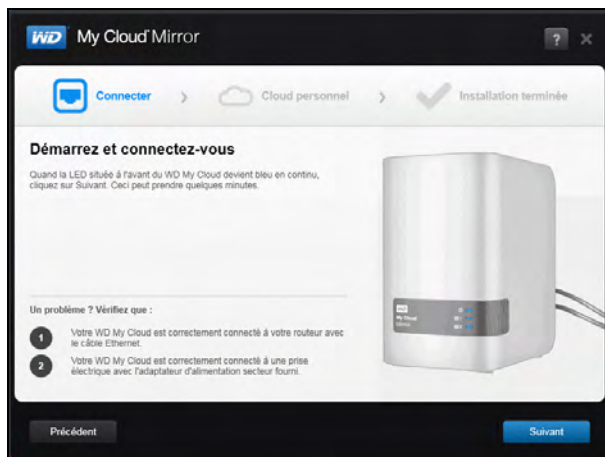 WD My Cloud Mirror
?
Connecter
Cloud personnel
Installation terminée
Démarrez et connectez-vous
Quand la LED située à l'avant du WD My Cloud devient bleu en continu,
cliquez sur Suivant. Ceci peut prendre quelques minutes.
WD
My Cloud
Mirror
Un problème ? Vérifiez que :
1 Votre WD My Cloud est correctement connecté à votre routeur avec
le câble Ethernet.
2 Votre WD My Cloud est correctement connecté à une prise
électrique avec l'adaptateur d'alimentation secteur fourni.
Précédent
Suivant